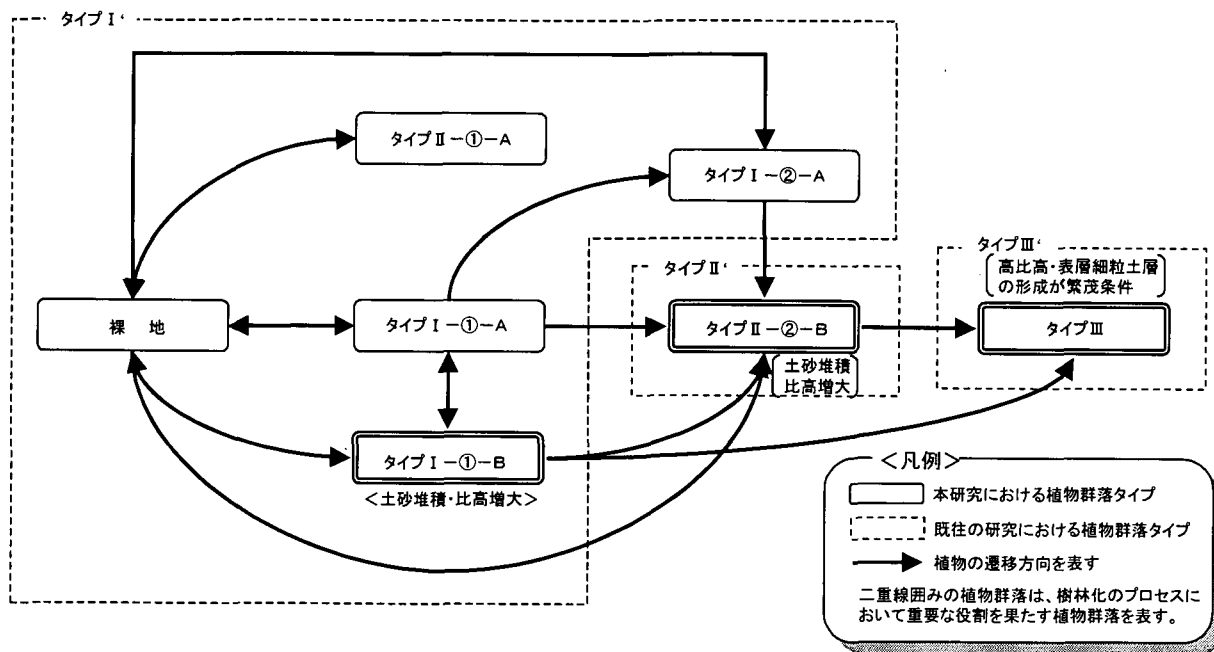 タイプⅠ‘
タイプⅡ－①－A
タイプⅠ－②－A
タイプⅢ‘
高比高・表層細粒土層
の形成が繁茂条件
タイプⅡ‘
裸　地
タイプⅠ－①－A
タイプⅡ－②－B
タイプⅢ
土砂堆積
比高増大
タイプⅠ－①－B
＜土砂堆積・比高増大＞
＜凡例＞
本研究における植物群落タイプ
既往の研究における植物群落タイプ
植物の遷移方向を表す
二重線囲みの植物群落は、樹林化のプロセスに
おいて重要な役割を果たす植物群落を表す。